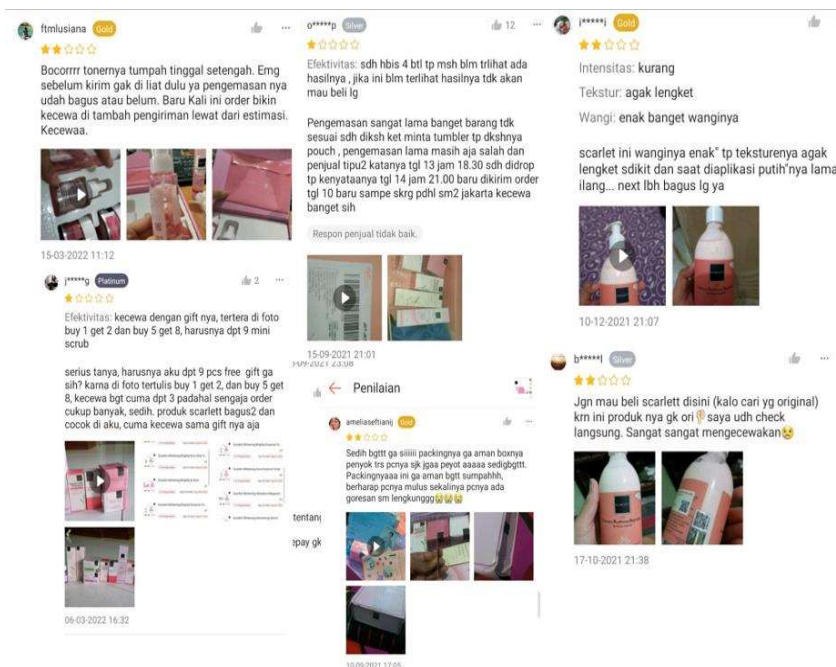 ftmlusiana Gold
Bocorrrr tonernya tumpah tinggal setengah. Emg
sebelum kirim gak di liat dulu ya pengemasan nya
udah bagus atau belum. Baru Kali ini order bikin
kecewa di tambah pengiriman lewat dari estimasi.
Kecewaa.
15-03-2022 11:12
j*****g Platinum
2
Efektivitas: kecewa dengan gift nya, tertera di foto
buy 1 get 2 dan buy 5 get 8, harusnya dpt 9 mini
scrub
serius tanya, harusnya aku dpt 9 pcs free gift ga
sih? karna di foto tertulis buy 1 get 2, dan buy 5 get
8, kecewa bgt cuma dpt 3 padahal sengaja order
cukup banyak, sedih. produk scarlett bagus2 dan
cocok di aku, cuma kecewa sama gift nya aja
06-03-2022 16:32
o*****p Silver
12
Efektivitas: sdh hbis 4 btl tp msh blm trlihat ada
hasilnya , jika ini blm terlihat hasilnya tdk akan
mau beli lg
Pengemasan sangat lama banget barang tdk
sesuai sdh diksh ket minta tumbler tp dkshnya
pouch , pengemasan lama masih aja salah dan
penjual tipu2 katanya tgl 13 jam 18.30 sdh didrop
tp kenyataanya tgl 14 jam 21.00 baru dikirim order
tgl 10 baru sampe skrg pdhl sm2 jakarta kecewa
banget sih
Respon penjual tidak baik.
15-09-2021 21:01
Penilaian
ameliaseftianij Gold
Sedih bgttt ga siiiiii packingnya ga aman boxnya
penyok trs pcnya sjk jgaa peyot aaaaa sedigbgttt.
Packingnyaaa ini ga aman bgtt sumpahhh,
berharap pcnya mulus sekalinya pcnya ada
goresan sm lengkunggg😭😭😭
tentang
epay gk
10-09-2021 17:05
i*****i Gold
Intensitas: kurang
Tekstur: agak lengket
Wangi: enak banget wanginya
scarlet ini wanginya enak" tp teksturenya agak
lengket sdikit dan saat diaplikasi putih"nya lama
ilang... next lbh bagus lg ya
10-12-2021 21:07
b*****l Silver
Jgn mau beli scarlett disini (kalo cari yg original)
krn ini produk nya gk ori👎 saya udh check
langsung. Sangat sangat mengecewakan😢
17-10-2021 21:38